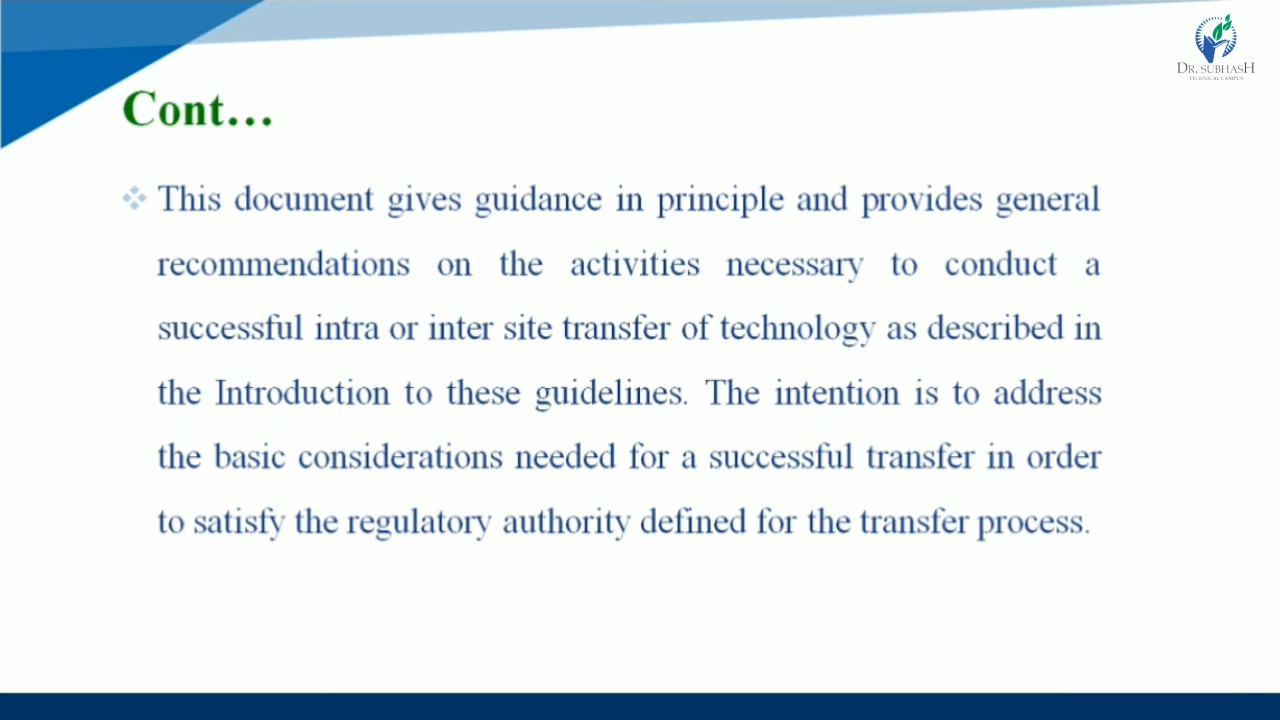 DR. SUBHASH
TECHNICAL CAMPUS
Cont...
This document gives guidance in principle and provides general
recommendations on the activities necessary to conduct a
successful intra or inter site transfer of technology as described in
the Introduction to these guidelines. The intention is to address
the basic considerations needed for a successful transfer in order
to satisfy the regulatory authority defined for the transfer process.